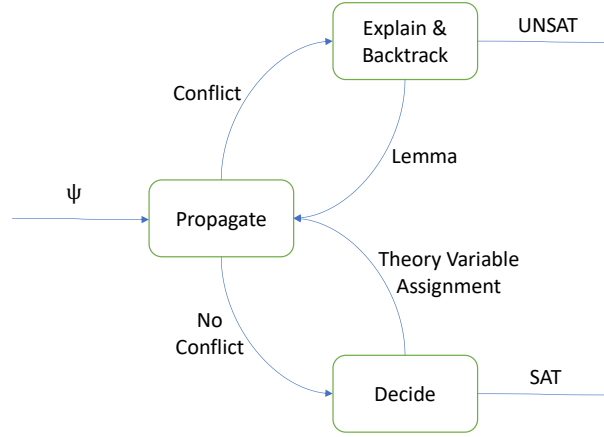 Explain &
Backtrack
UNSAT
Conflict
Lemma
ψ
Propagate
Theory Variable
Assignment
No
Conflict
Decide
SAT